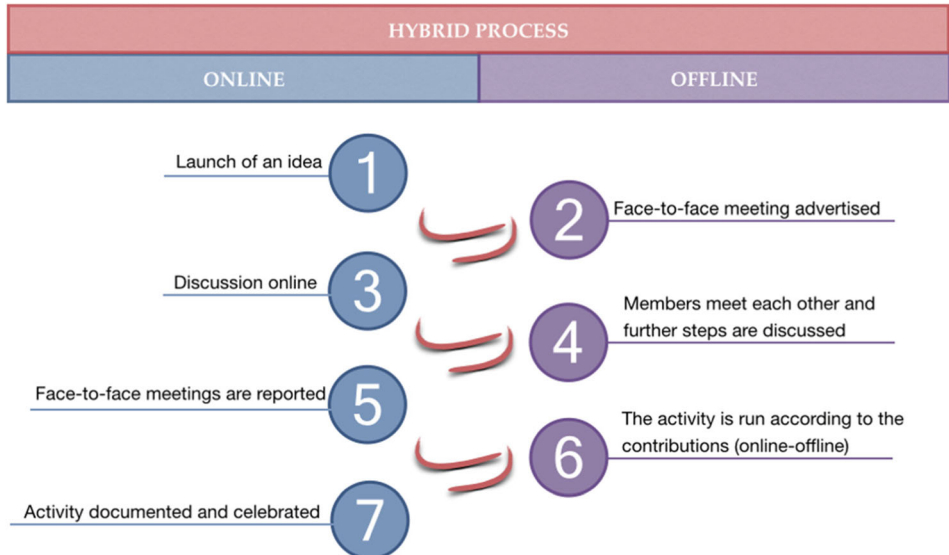 HYBRID PROCESS
ONLINE
OFFLINE
Launch of an idea
1
2
Face-to-face meeting advertised
Discussion online
3
4
Members meet each other and
further steps are discussed
Face-to-face meetings are reported
5
6
The activity is run according to the
contributions (online-offline)
Activity documented and celebrated
7